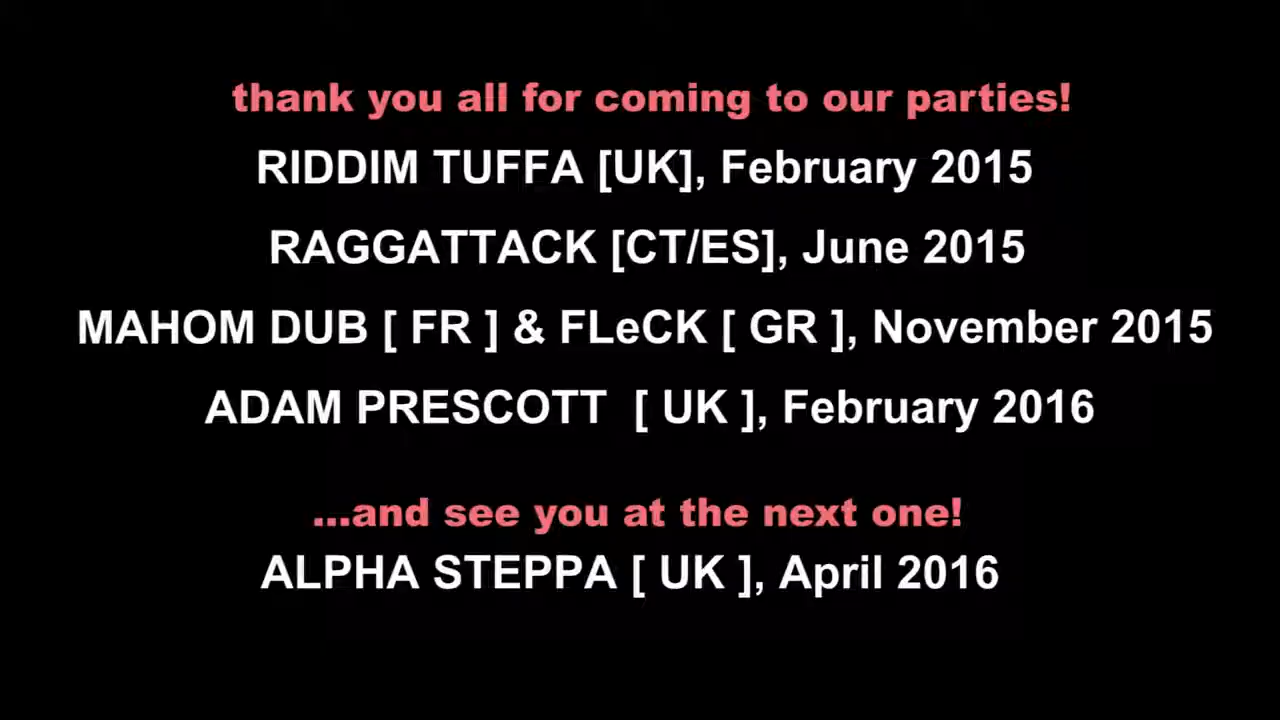 thank you all for coming to our parties!
RIDDIM TUFFA [UK], February 2015
RAGGATTACK [CT/ES], June 2015
MAHOM DUB [ FR ] & FLeCK [ GR ], November 2015
ADAM PRESCOTT  [ UK ], February 2016
...and see you at the next one!
ALPHA STEPPA [ UK ], April 2016